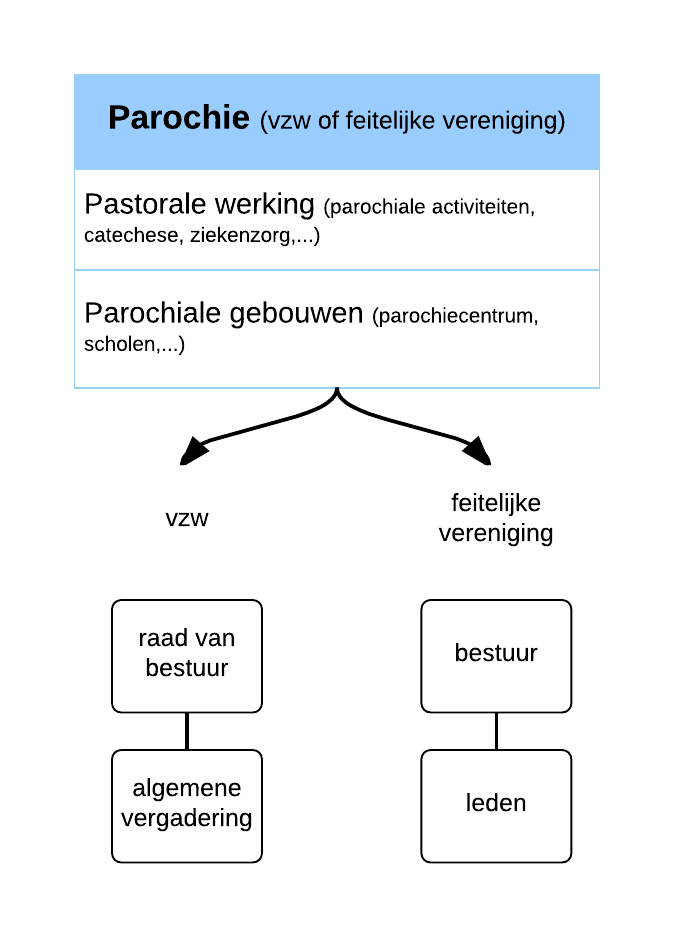 Parochie (vzw of feitelijke vereniging)
Pastorale werking (parochiale activiteiten,
catechese, ziekenzorg,...)
Parochiale gebouwen (parochiecentrum,
scholen,...)
vzw
feitelijke
vereniging
raad van
bestuur
bestuur
algemene
vergadering
leden